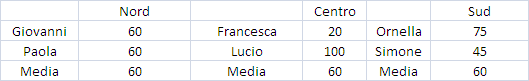 Nord Centro Sud
Giovanni 60 Francesca 20 Ornella 75
Paola 60 Lucio 100 Simone 45
Media 60 Media 60 Media 60